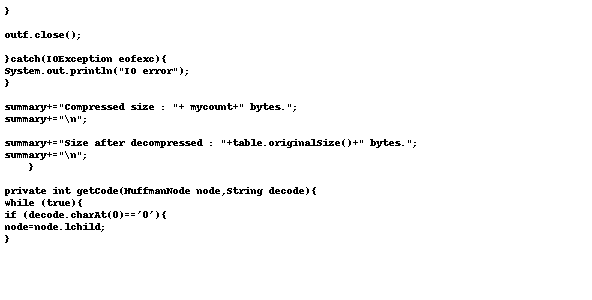 }
outf.close();
}catch(IOException eofexc){
System.out.println("IO error");
}
summary+="Compressed size : "+ mycount+" bytes.";
summary+="\n";
summary+="Size after decompressed : "+table.originalSize()+" bytes.";
summary+="\n";
}
private int getCode(HuffmanNode node,String decode){
while (true){
if (decode.charAt(0)=='0'){
node=node.lchild;
}